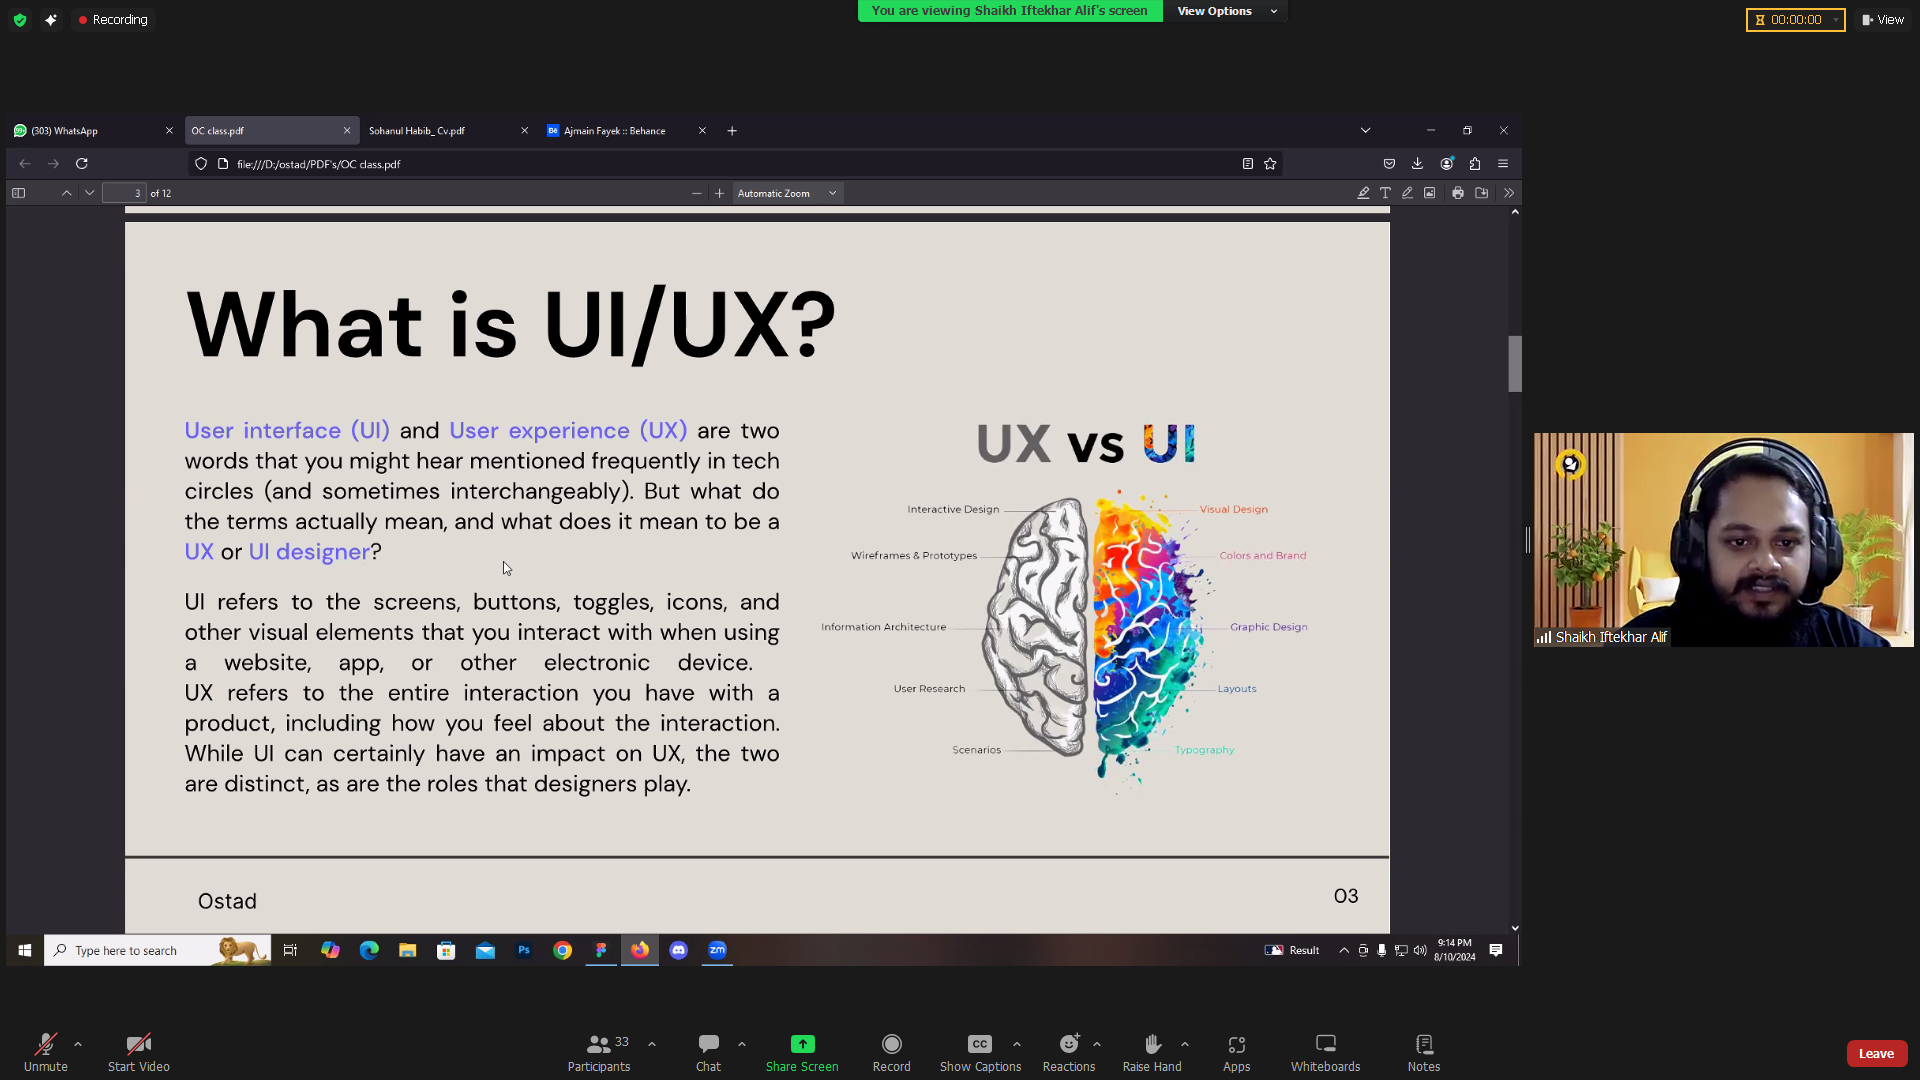 Recording
You are viewing Shaikh Iftekhar Alif's screen
View Options
00:00:00
View
(303) WhatsApp
OC class.pdf
Sohanul Habib_ Cv.pdf
Ajmain Fayek :: Behance
file:///D:/ostad/PDF's/OC class.pdf
3 of 12
Automatic Zoom
What is UI/UX?
User interface (UI) and User experience (UX) are two
words that you might hear mentioned frequently in tech
circles (and sometimes interchangeably). But what do
the terms actually mean, and what does it mean to be a
UX or UI designer?
UI refers to the screens, buttons, toggles, icons, and
other visual elements that you interact with when using
a website, app, or other electronic device.
UX refers to the entire interaction you have with a
product, including how you feel about the interaction.
While UI can certainly have an impact on UX, the two
are distinct, as are the roles that designers play.
UX vs UI
Interactive Design
Visual Design
Wireframes & Prototypes
Colors and Brand
Information Architecture
Graphic Design
User Research
Layouts
Scenarios
Typography
Ostad
03
Shaikh Iftekhar Alif
Type here to search
Ps
zm
Result
9:14 PM
8/10/2024
Unmute
Start Video
33
Participants
Chat
Share Screen
Record
CC
Show Captions
Reactions
Raise Hand
Apps
Whiteboards
Notes
Leave